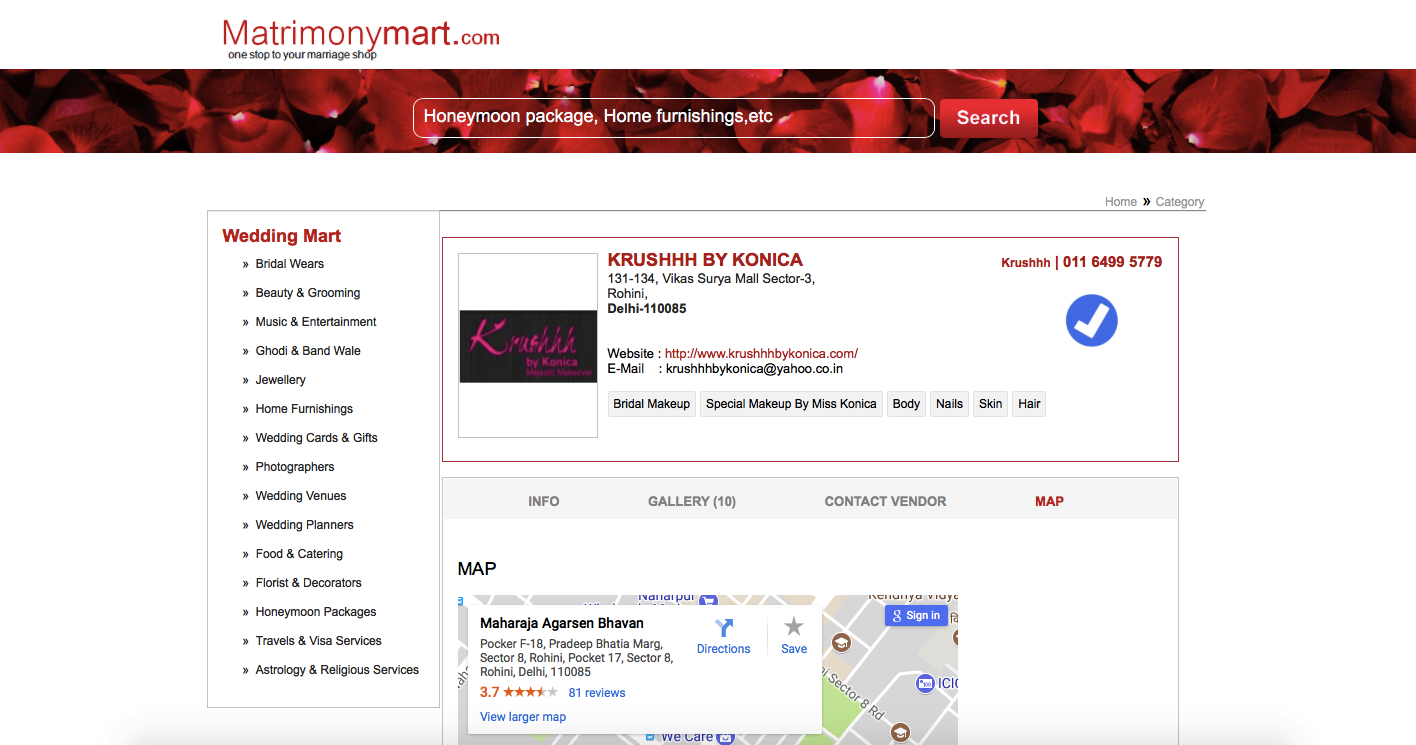 Matrimonymart.com
one stop to your marriage shop
Honeymoon package, Home furnishings,etc
Search
Home » Category
Wedding Mart
» Bridal Wears
» Beauty & Grooming
» Music & Entertainment
» Ghodi & Band Wale
» Jewellery
» Home Furnishings
» Wedding Cards & Gifts
» Photographers
» Wedding Venues
» Wedding Planners
» Food & Catering
» Florist & Decorators
» Honeymoon Packages
» Travels & Visa Services
» Astrology & Religious Services
Krushhh
by Konica
Majestic Makeover
KRUSHHH BY KONICA
131-134, Vikas Surya Mall Sector-3,
Rohini,
Delhi-110085
Website : http://www.krushhhbykonica.com/
E-Mail : krushhhbykonica@yahoo.co.in
Bridal Makeup Special Makeup By Miss Konica Body Nails Skin Hair
Krushhh | 011 6499 5779
INFO GALLERY (10) CONTACT VENDOR MAP
MAP
Naharpur
Maharaja Agarsen Bhavan
Pocker F-18, Pradeep Bhatia Marg,
Sector 8, Rohini, Pocket 17, Sector 8,
Rohini, Delhi, 110085
3.7 81 reviews
View larger map
Directions
Save
Sign in
Sector 8 Rd
ICIC
We Care